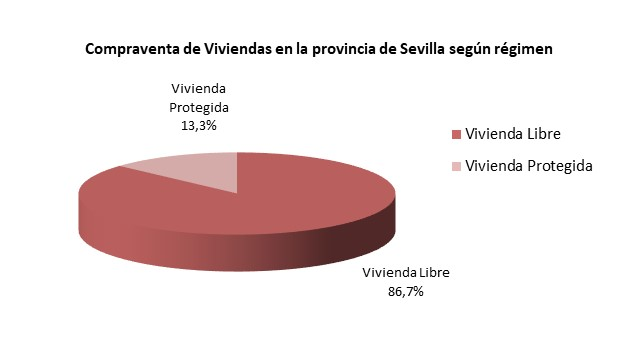 Compraventa de Viviendas en la provincia de Sevilla según régimen
Vivienda
Protegida
13,3%
Vivienda Libre
Vivienda Protegida
Vivienda Libre
86,7%